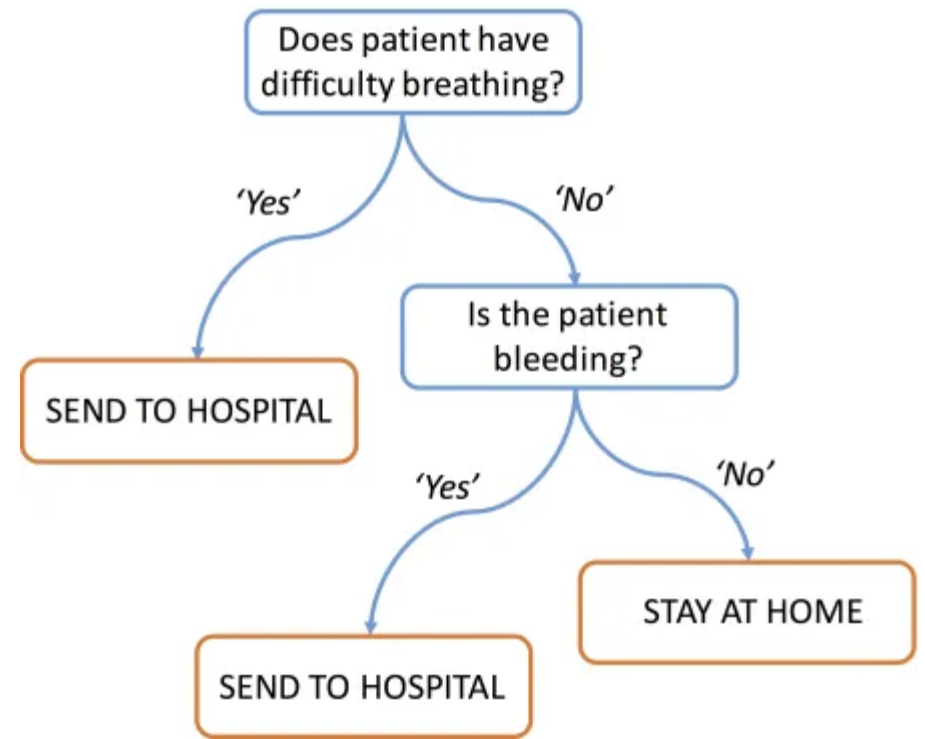 Does patient have
difficulty breathing?
‘Yes’
‘No’
Is the patient
bleeding?
SEND TO HOSPITAL
‘Yes’
‘No’
STAY AT HOME
SEND TO HOSPITAL